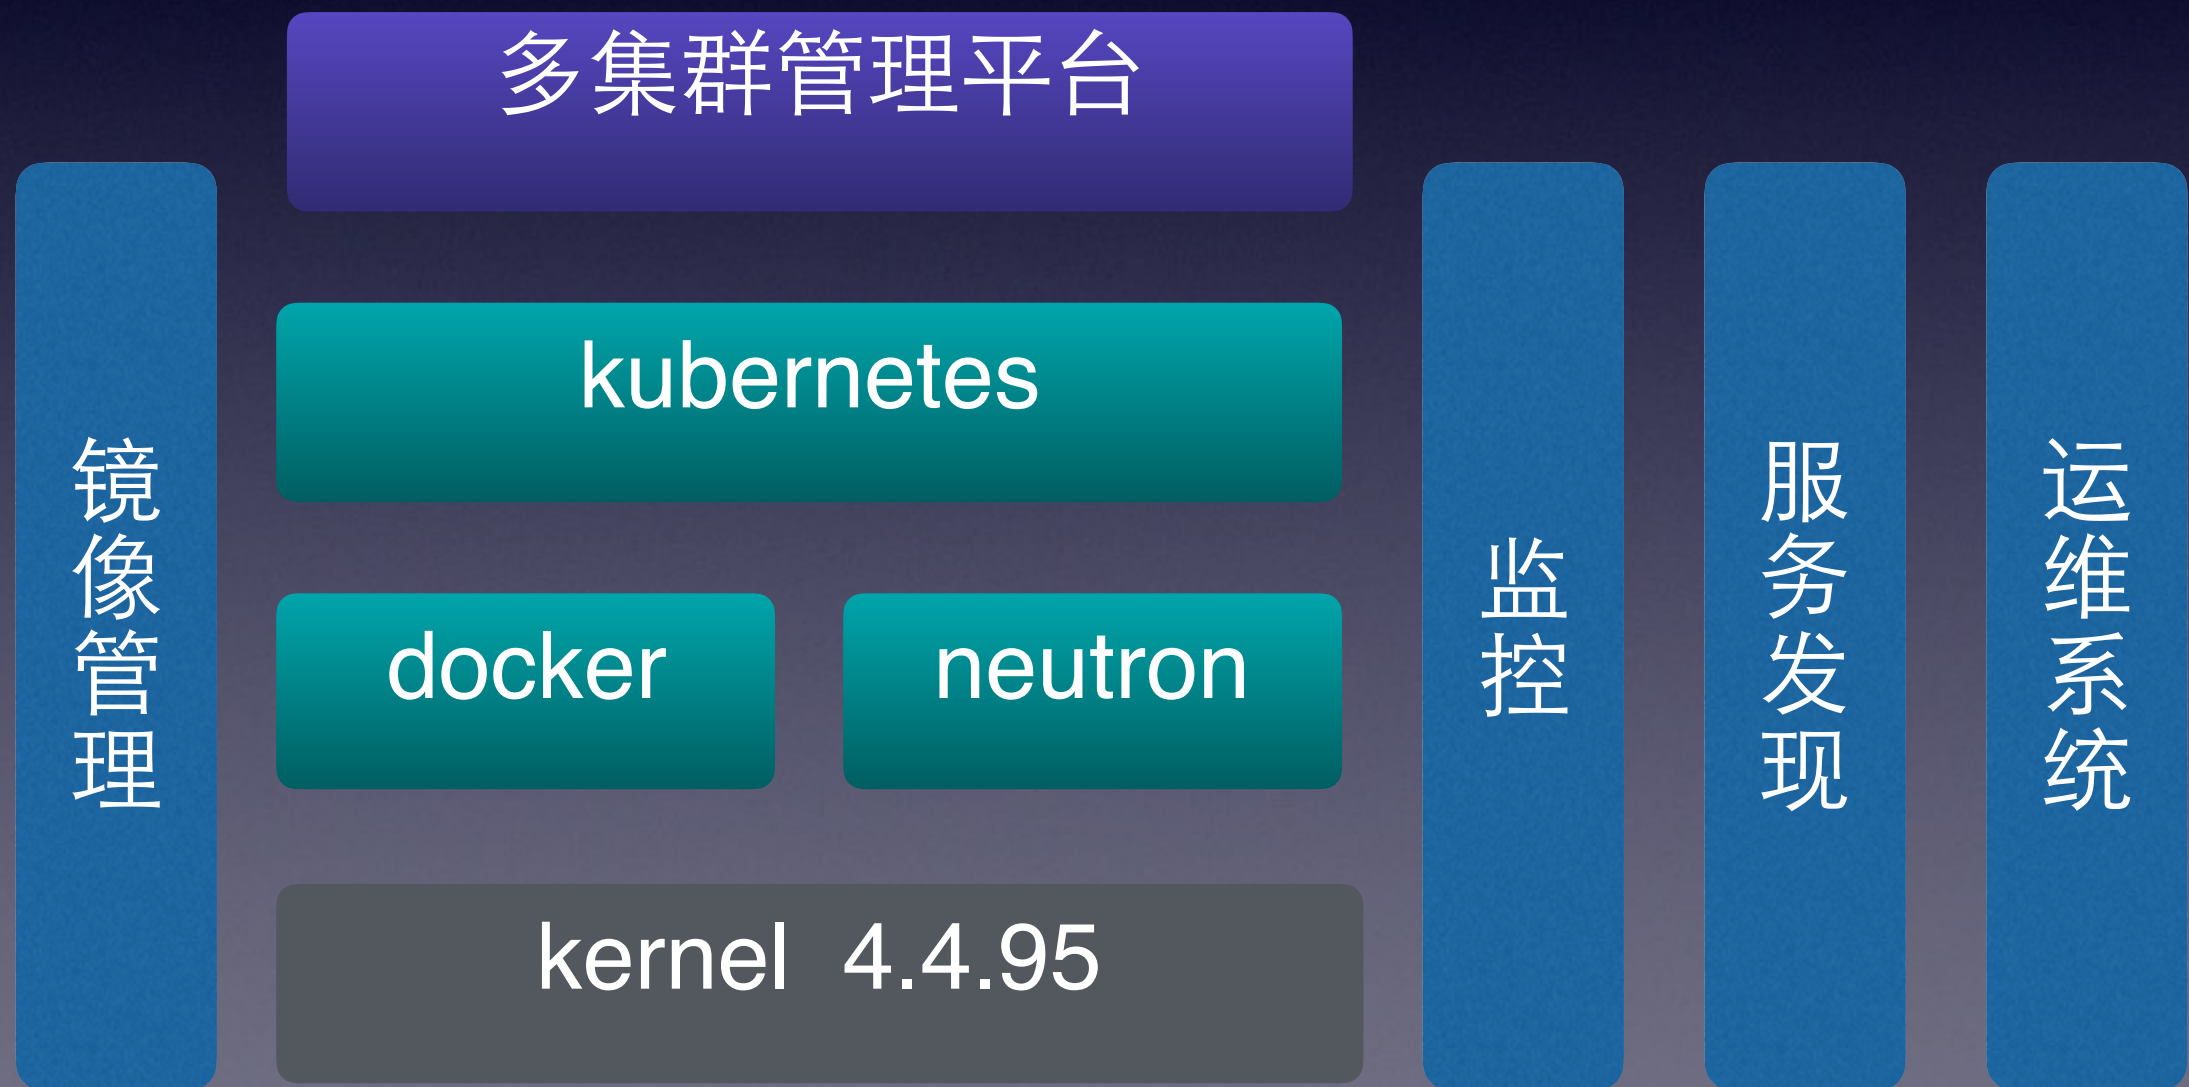 多集群管理平台
镜像管理
kubernetes
docker
neutron
kernel 4.4.95
监控
服务发现
运维系统